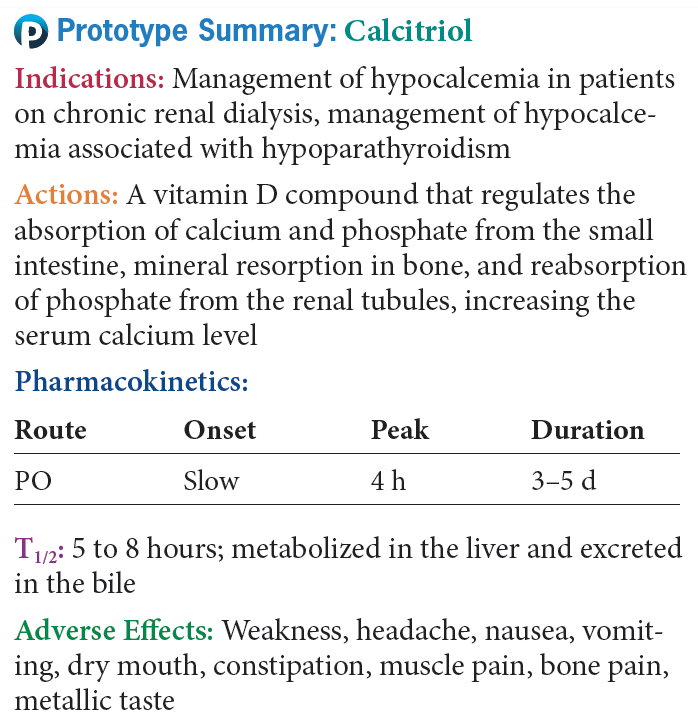 P Prototype Summary: Calcitriol
Indications: Management of hypocalcemia in patients
on chronic renal dialysis, management of hypocalce-
mia associated with hypoparathyroidism
Actions: A vitamin D compound that regulates the
absorption of calcium and phosphate from the small
intestine, mineral resorption in bone, and reabsorption
of phosphate from the renal tubules, increasing the
serum calcium level
Pharmacokinetics:
Route Onset Peak Duration
PO Slow 4 h 3–5 d
T1/2: 5 to 8 hours; metabolized in the liver and excreted
in the bile
Adverse Effects: Weakness, headache, nausea, vomit-
ing, dry mouth, constipation, muscle pain, bone pain,
metallic taste